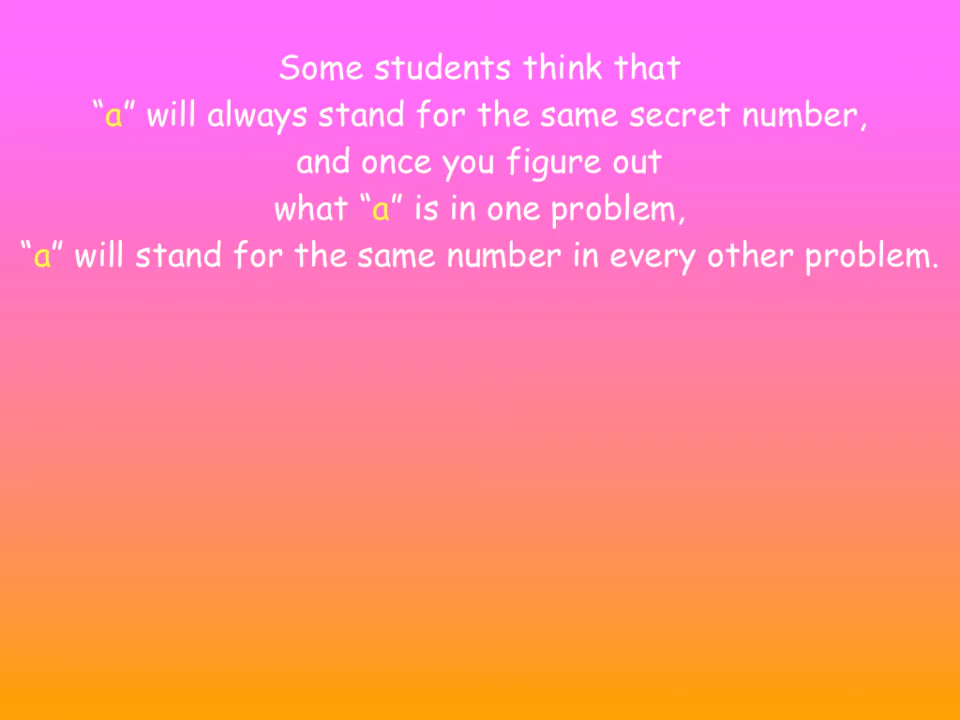 Some students think that
“a” will always stand for the same secret number,
and once you figure out
what “a” is in one problem,
“a” will stand for the same number in every other problem.